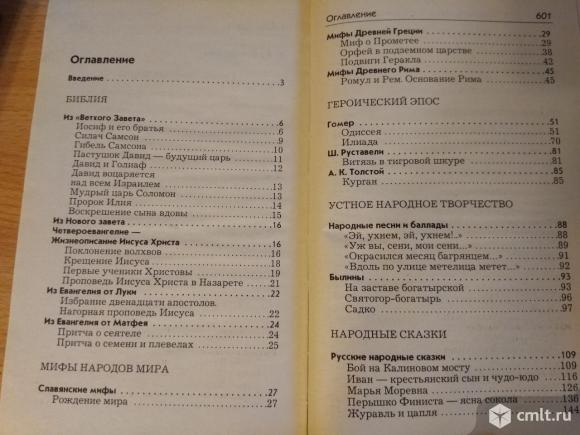 Оглавление
Введение 3
БИБЛИЯ
Из «Ветхого Завета» 6
Иосиф и его братья 6
Силач Самсон 9
Гибель Самсона 10
Пастушок Давид — будущий царь 11
Давид и Голиаф 12
Давид воцаряется
над всем Израилем 13
Мудрый царь Соломон 13
Пророк Илия 14
Воскрешение сына вдовы 15
Из Нового завета 16
Четвероевангелие —
Жизнеописание Иисуса Христа 16
Поклонение волхвов 16
Крещение Иисуса 18
Первые ученики Христовы 19
Проповедь Иисуса Христа в Назарете 21
Из Евангелия от Луки 22
Избрание двенадцати апостолов.
Нагорная проповедь Иисуса 22
Из Евангелия от Матфея 24
Притча о сеятеле 24
Притча о семени и плевелах 25
МИФЫ НАРОДОВ МИРА
Славянские мифы 27
Рождение мира 27
Оглавление 601
Мифы Древней Греции 29
Миф о Прометее 29
Орфей в подземном царстве 38
Подвиги Геракла 42
Мифы Древнего Рима 45
Ромул и Рем. Основание Рима 45
ГЕРОИЧЕСКИЙ ЭПОС
Гомер 51
Одиссея 51
Илиада 70
Ш. Руставели 81
Витязь в тигровой шкуре 81
А. К. Толстой 85
Курган 85
УСТНОЕ НАРОДНОЕ ТВОРЧЕСТВО
Народные песни и баллады 88
«Эй, ухнем, эй, ухнем!..» 88
«Уж вы, сени, мои сени...» 89
«Окрасился месяц багрянцем...» 90
«Вдоль по улице метелица метет...» 92
Былины 93
На заставе богатырской 93
Святогор-богатырь 94
Садко 97
НАРОДНЫЕ СКАЗКИ
Русские народные сказки 109
Бой на Калиновом мосту 109
Иван — крестьянский сын и чудо-юдо 116
Марья Моревна 126
Перышко Финиста — ясна сокола 136
Журавль и цапля 144
cmlt.ru